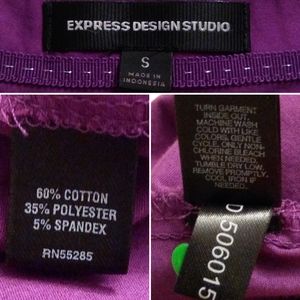 EXPRESS DESIGN STUDIO
S
MADE IN
INDONESIA
60% COTTON
35% POLYESTER
5% SPANDEX
RN55285
TURN GARMENT
INSIDE OUT.
MACHINE WASH
COLD WITH LIKE
COLORS, GENTLE
CYCLE. ONLY NON-
CHLORINE BLEACH
WHEN NEEDED.
TUMBLE DRY LOW.
REMOVE PROMPTLY.
COOL IRON IF
NEEDED.
D 506015